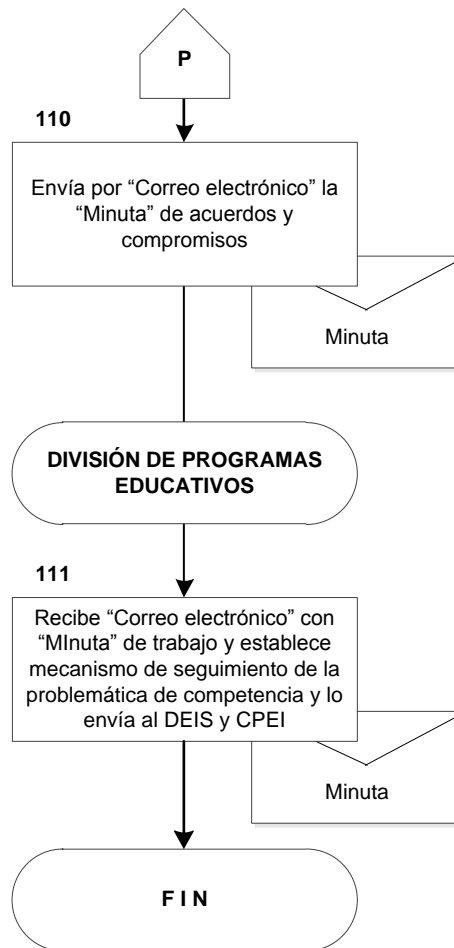 P
110
Envía por “Correo electrónico” la
“Minuta” de acuerdos y
compromisos
Minuta
DIVISIÓN DE PROGRAMAS
EDUCATIVOS
111
Recibe “Correo electrónico” con
“MInuta” de trabajo y establece
mecanismo de seguimiento de la
problemática de competencia y lo
envía al DEIS y CPEI
Minuta
F I N